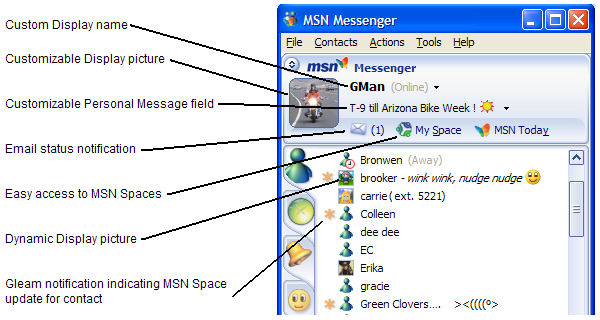 Custom Display name
Customizable Display picture
Customizable Personal Message field
Email status notification
Easy access to MSN Spaces
Dynamic Display picture
Gleam notification indicating MSN Space
update for contact
MSN Messenger
File Contacts Actions Tools Help
msn Messenger
GMan (Online)
T-9 till Arizona Bike Week !
(1) My Space MSN Today
Bronwen (Away)
brooker - wink wink, nudge nudge
carrie( ext. 5221)
Colleen
dee dee
EC
Erika
gracie
Green Clovers.... ><((((º>